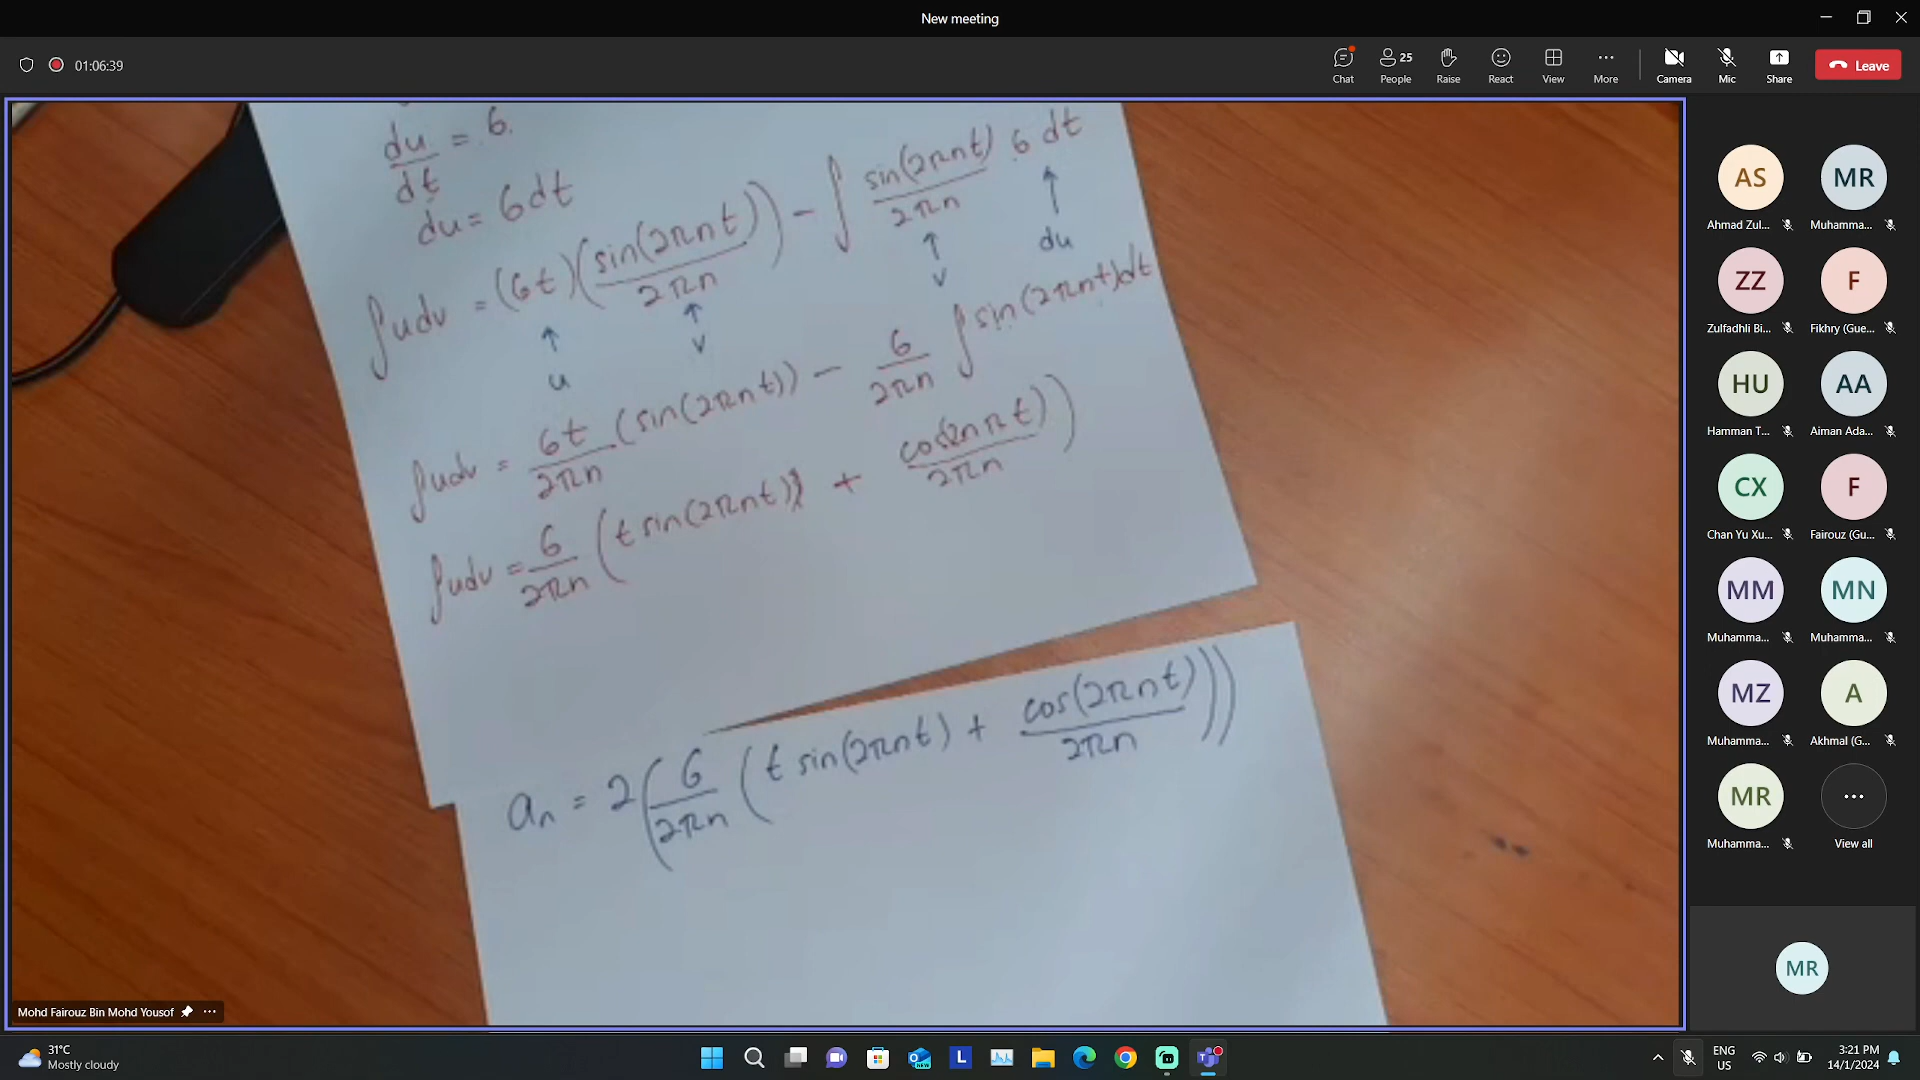 New meeting
01:06:39
Chat
25
People
Raise
React
View
More
Camera
Mic
Share
Leave
du/dt = 6.
du = 6dt
∫udv = (6t)(sin(2πnt)/2πn) - ∫ sin(2πnt)/2πn 6 dt
↑ ↑ ↑ ↑
u v v du
∫udv = 6t/2πn (sin(2πnt)) - 6/2πn ∫sin(2πnt)dt
∫udv = 6/2πn (t sin(2πnt)) + cos(2nπt)/2πn)
an = 2(6/2πn (t sin(2πnt) + cos(2πnt)/2πn)))
Mohd Fairouz Bin Mohd Yousof
AS
Ahmad Zul...
MR
Muhamma...
ZZ
Zulfadhli Bi...
F
Fikhry (Gue...
HU
Hamman T...
AA
Aiman Ada...
CX
Chan Yu Xu...
F
Fairouz (Gu...
MM
Muhamma...
MN
Muhamma...
MZ
Muhamma...
A
Akhmal (G...
MR
Muhamma...
View all
MR
31°C
Mostly cloudy
L
NEW
ENG
US
3:21 PM
14/1/2024